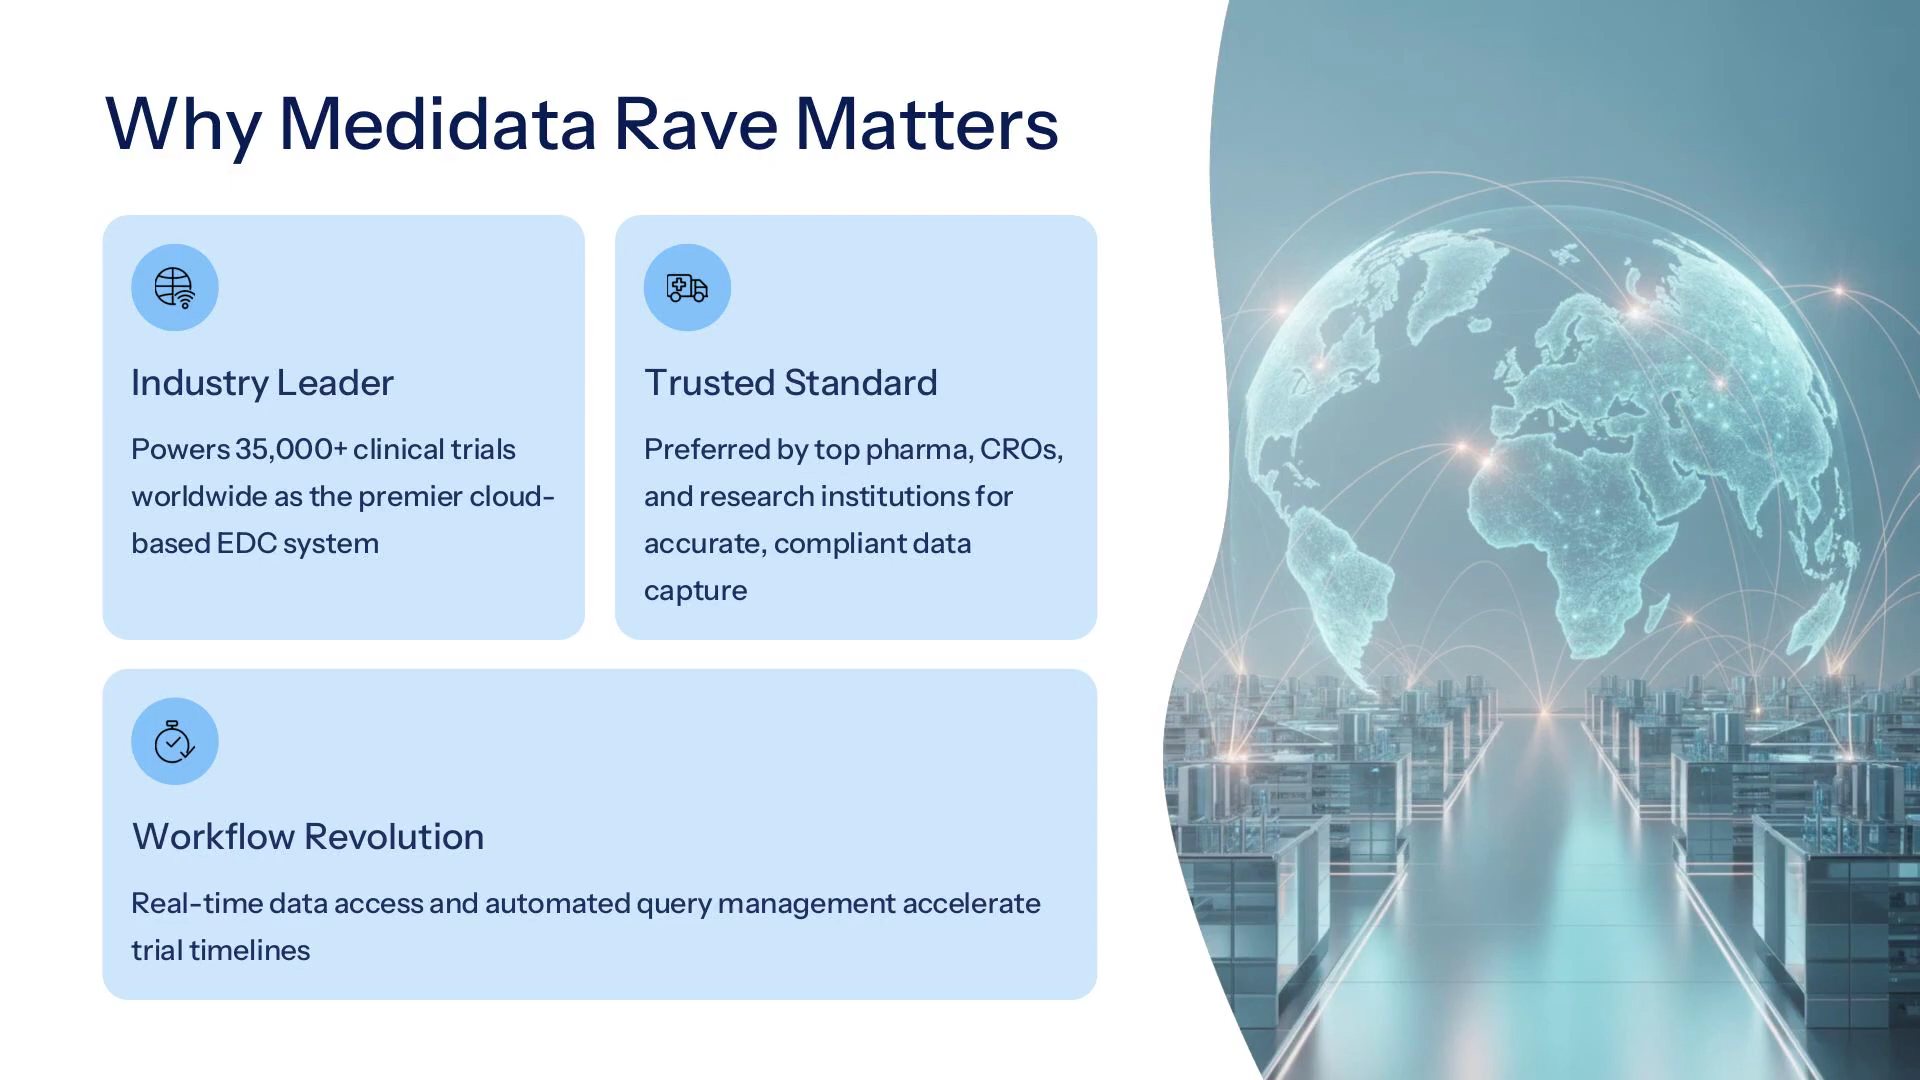 Why Medidata Rave Matters
Industry Leader
Powers 35,000+ clinical trials
worldwide as the premier cloud-
based EDC system
Trusted Standard
Preferred by top pharma, CROs,
and research institutions for
accurate, compliant data
capture
Workflow Revolution
Real-time data access and automated query management accelerate
trial timelines